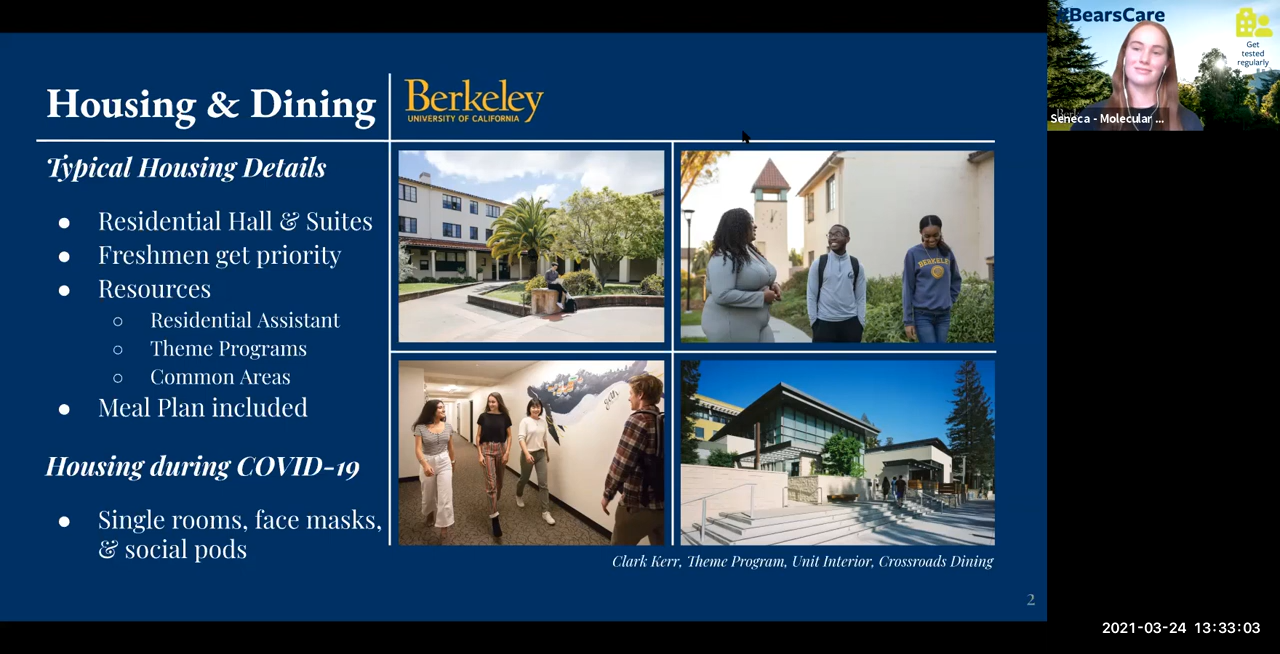 Housing & Dining
Berkeley
UNIVERSITY OF CALIFORNIA
Typical Housing Details
● Residential Hall & Suites
● Freshmen get priority
● Resources
○ Residential Assistant
○ Theme Programs
○ Common Areas
● Meal Plan included
Housing during COVID-19
● Single rooms, face masks,
& social pods
BERKELEY
Clark Kerr, Theme Program, Unit Interior, Crossroads Dining
2
#BearsCare
Get
tested
regularly
Seneca - Molecular ...
2021-03-24 13:33:03